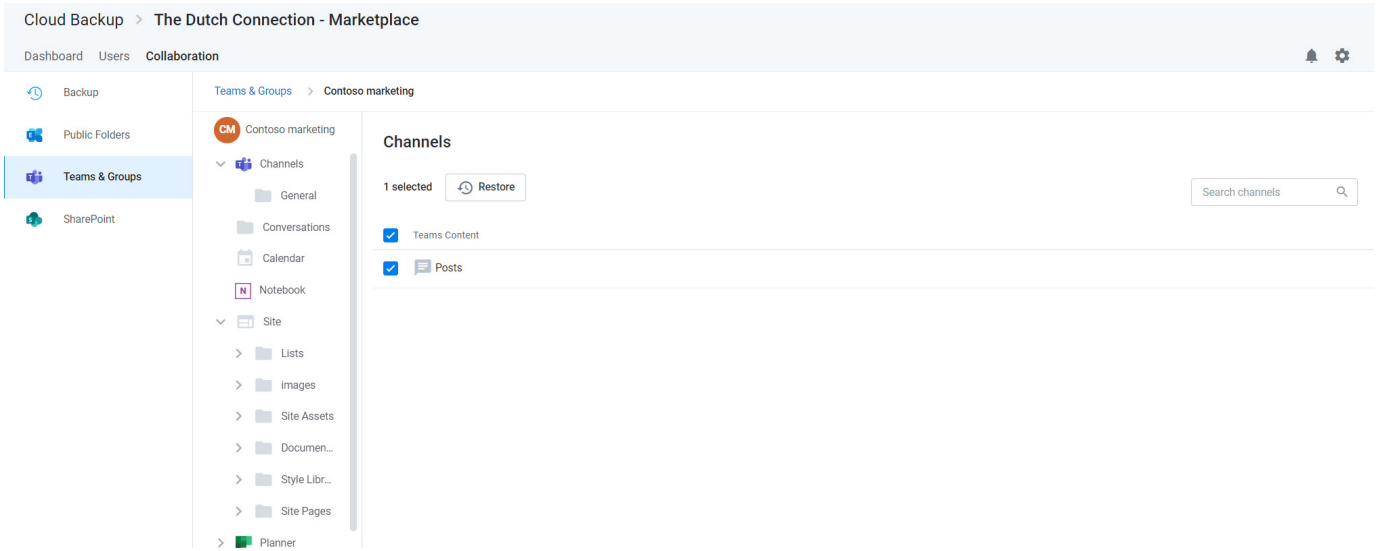 Cloud Backup > The Dutch Connection - Marketplace
Dashboard Users Collaboration
Backup
Public Folders
Teams & Groups
SharePoint
Teams & Groups > Contoso marketing
CM Contoso marketing
Channels
General
Conversations
Calendar
N Notebook
Site
Lists
images
Site Assets
Documen...
Style Libr...
Site Pages
Planner
Channels
1 selected Restore
Search channels
Teams Content
Posts